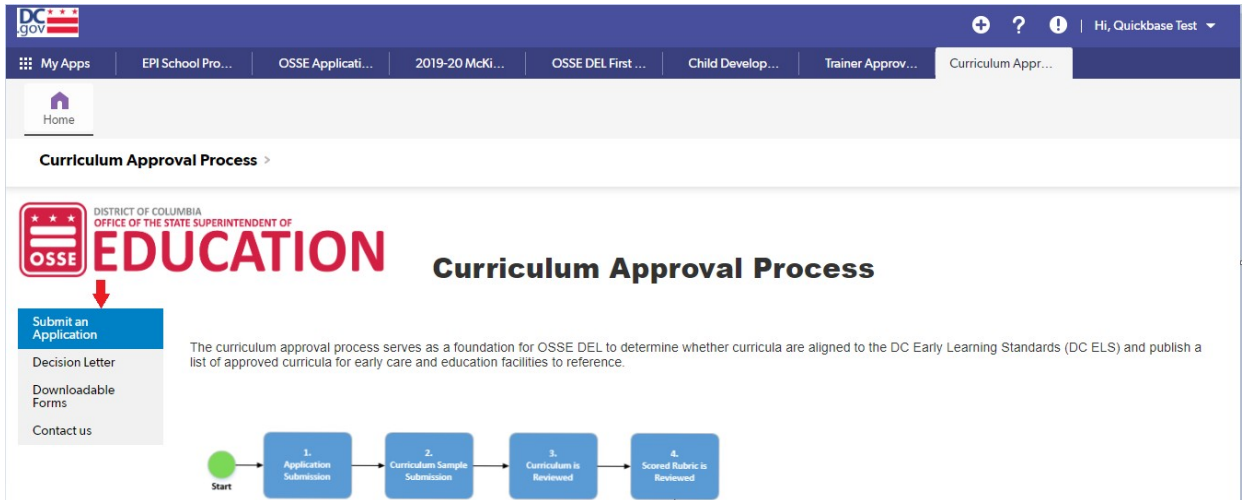 DC
.gov
Hi, Quickbase Test
My Apps
EPI School Pro...
OSSE Applicati...
2019-20 McKi...
OSSE DEL First ...
Child Develop...
Trainer Approv...
Curriculum Appr...
Home
Curriculum Approval Process >
DISTRICT OF COLUMBIA
OFFICE OF THE STATE SUPERINTENDENT OF
EDUCATION
OSSE
Curriculum Approval Process
Submit an
Application
Decision Letter
Downloadable
Forms
Contact us
The curriculum approval process serves as a foundation for OSSE DEL to determine whether curricula are aligned to the DC Early Learning Standards (DC ELS) and publish a
list of approved curricula for early care and education facilities to reference.
Start
1.
Application
Submission
2.
Curriculum Sample
Submission
3.
Curriculum is
Reviewed
4.
Scored Rubric is
Reviewed